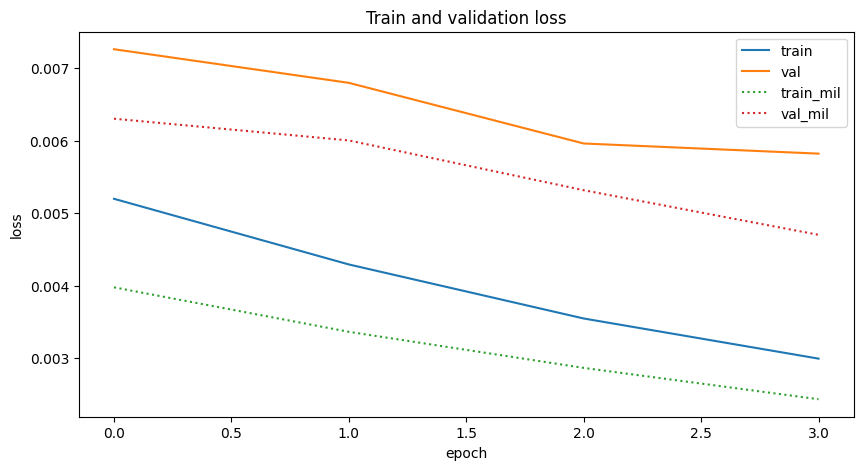 Train and validation loss
train
val
train_mil
val_mil
0.007
0.006
0.005
0.004
0.003
loss
0.0 0.5 1.0 1.5 2.0 2.5 3.0
epoch